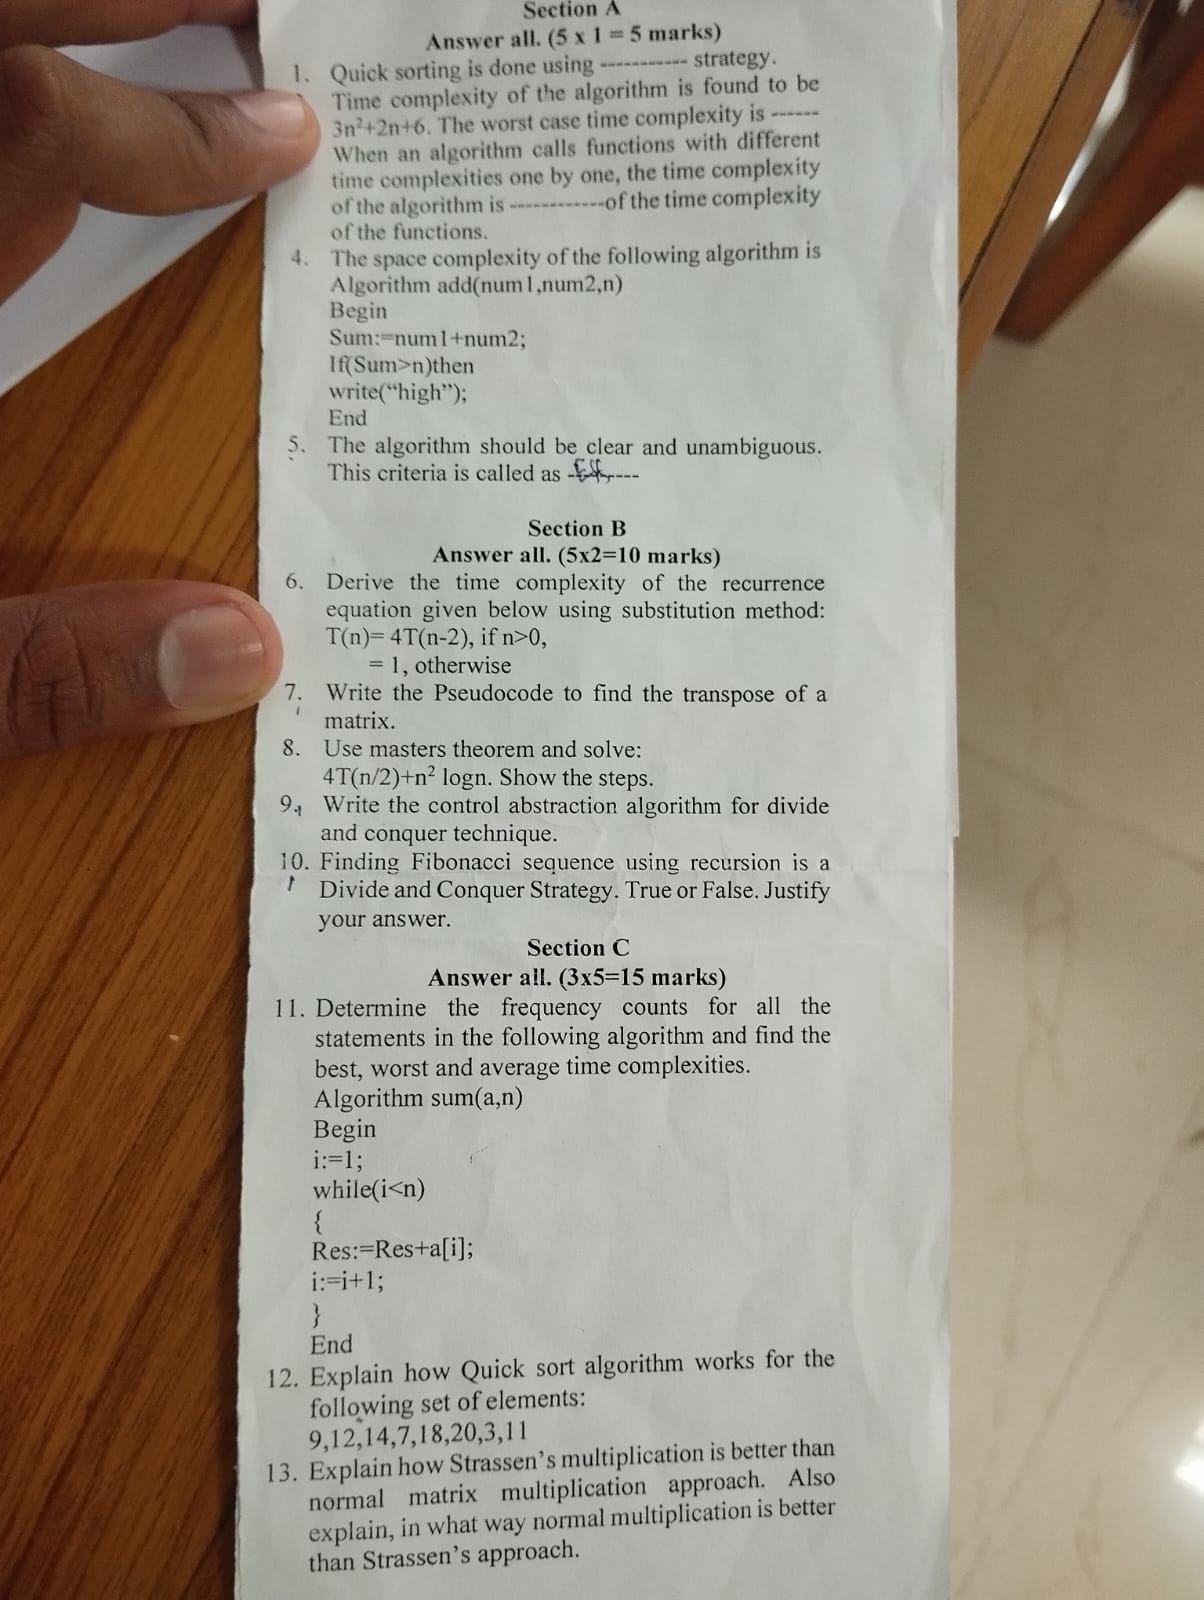 Section A
Answer all. (5 x 1 = 5 marks)
1. Quick sorting is done using ----------- strategy.
Time complexity of the algorithm is found to be
3n²+2n+6. The worst case time complexity is ------
When an algorithm calls functions with different
time complexities one by one, the time complexity
of the algorithm is ------------of the time complexity
of the functions.
4. The space complexity of the following algorithm is
Algorithm add(num1,num2,n)
Begin
Sum:=num1+num2;
If(Sum>n)then
write(“high”);
End
5. The algorithm should be clear and unambiguous.
This criteria is called as -----
Section B
Answer all. (5x2=10 marks)
6. Derive the time complexity of the recurrence
equation given below using substitution method:
T(n)= 4T(n-2), if n>0,
= 1, otherwise
7. Write the Pseudocode to find the transpose of a
matrix.
8. Use masters theorem and solve:
4T(n/2)+n² logn. Show the steps.
9. Write the control abstraction algorithm for divide
and conquer technique.
10. Finding Fibonacci sequence using recursion is a
Divide and Conquer Strategy. True or False. Justify
your answer.
Section C
Answer all. (3x5=15 marks)
11. Determine the frequency counts for all the
statements in the following algorithm and find the
best, worst and average time complexities.
Algorithm sum(a,n)
Begin
i:=1;
while(i<n)
{
Res:=Res+a[i];
i:=i+1;
}
End
12. Explain how Quick sort algorithm works for the
following set of elements:
9,12,14,7,18,20,3,11
13. Explain how Strassen’s multiplication is better than
normal matrix multiplication approach. Also
explain, in what way normal multiplication is better
than Strassen’s approach.